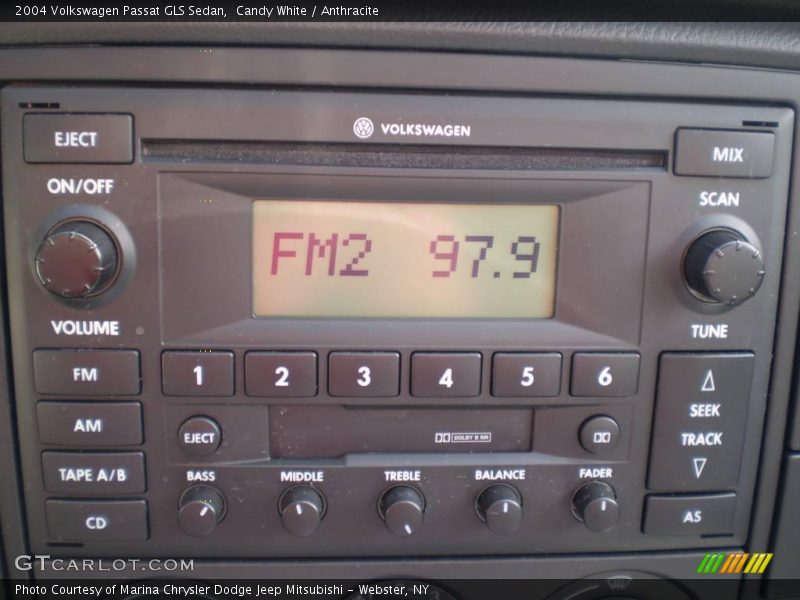 2004 Volkswagen Passat GLS Sedan,  Candy White / Anthracite
EJECT
VOLKSWAGEN
MIX
ON/OFF
SCAN
FM2 97.9
VOLUME
TUNE
FM
1 2 3 4 5 6
SEEK
TRACK
AM
EJECT
DOLBY B NR
TAPE A/B
BASS MIDDLE TREBLE BALANCE FADER
CD
AS
GTCARLOT.COM
Photo Courtesy of Marina Chrysler Dodge Jeep Mitsubishi - Webster, NY